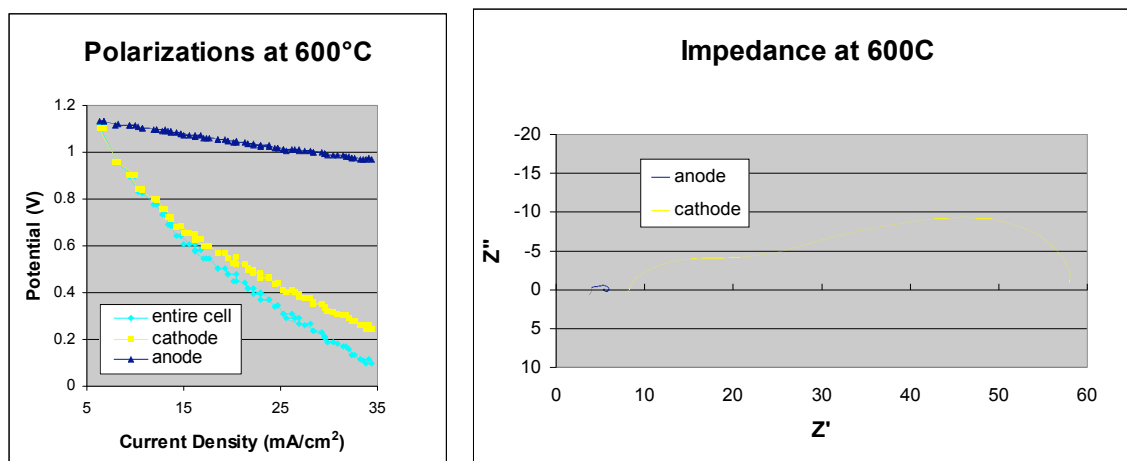 Polarizations at 600°C
1.2
1
0.8
0.6
0.4
0.2
0
Potential (V)
entire cell
cathode
anode
5
15
25
35
Current Density (mA/cm²)
Impedance at 600C
-20
-15
-10
-5
0
5
10
Z"
anode
cathode
0
10
20
30
40
50
60
Z'